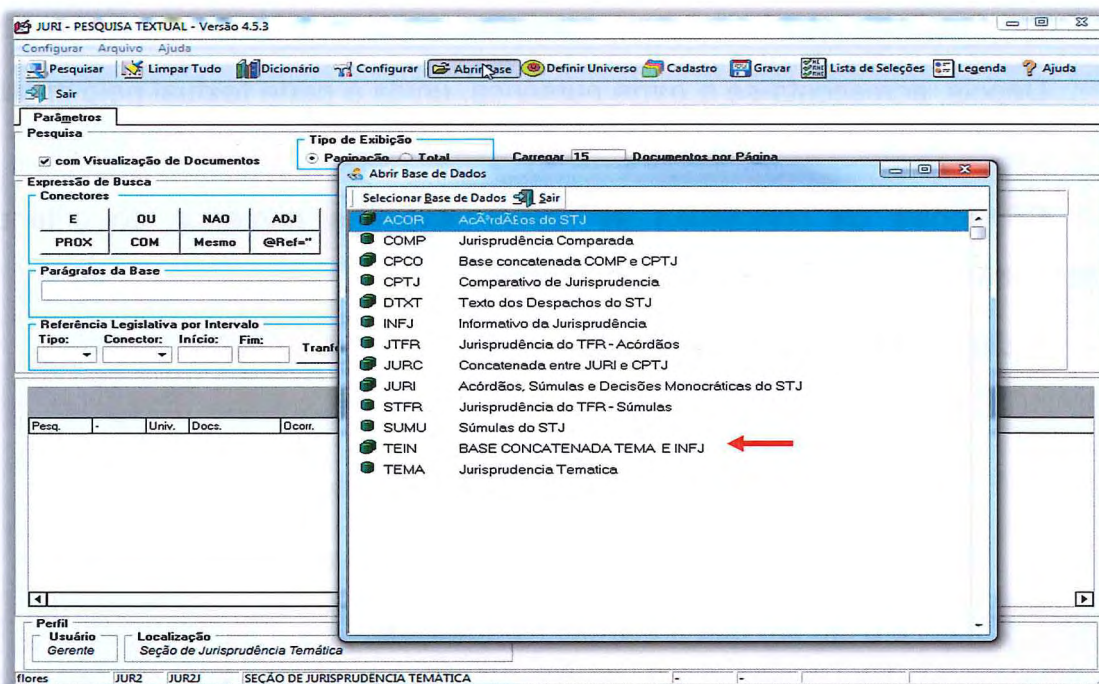 JURI - PESQUISA TEXTUAL - Versão 4.5.3
Configurar Arquivo Ajuda
Pesquisar Limpar Tudo Dicionário Configurar Abrir Base Definir Universo Cadastro Gravar Lista de Seleções Legenda Ajuda
Sair
Parâmetros
Pesquisa
Tipo de Exibição
com Visualização de Documentos Paginação Total Carregar 15 Documentos por Página
Abrir Base de Dados
Selecionar Base de Dados Sair
Expressão de Busca
Conectores
E OU NAO ADJ
PROX COM Mesmo @Ref="
Parágrafos da Base
Referência Legislativa por Intervalo
Tipo: Conector: Início: Fim:
ACOR AcÃ³rdÃ£os do STJ
COMP Jurisprudência Comparada
CPCO Base concatenada COMP e CPTJ
CPTJ Comparativo de Jurisprudencia
DTXT Texto dos Despachos do STJ
INFJ Informativo da Jurisprudência
JTFR Jurisprudência do TFR - Acórdãos
JURC Concatenada entre JURI e CPTJ
JURI Acórdãos, Súmulas e Decisões Monocráticas do STJ
STFR Jurisprudência do TFR - Súmulas
SUMU Súmulas do STJ
TEIN BASE CONCATENADA TEMA E INFJ
TEMA Jurisprudencia Tematica
Pesq. - Univ. Docs. Ocorr.
Perfil
Usuário Localização
Gerente Seção de Jurisprudência Temática
flores JUR2 JUR2J SEÇÃO DE JURISPRUDENCIA TEMATICA - -